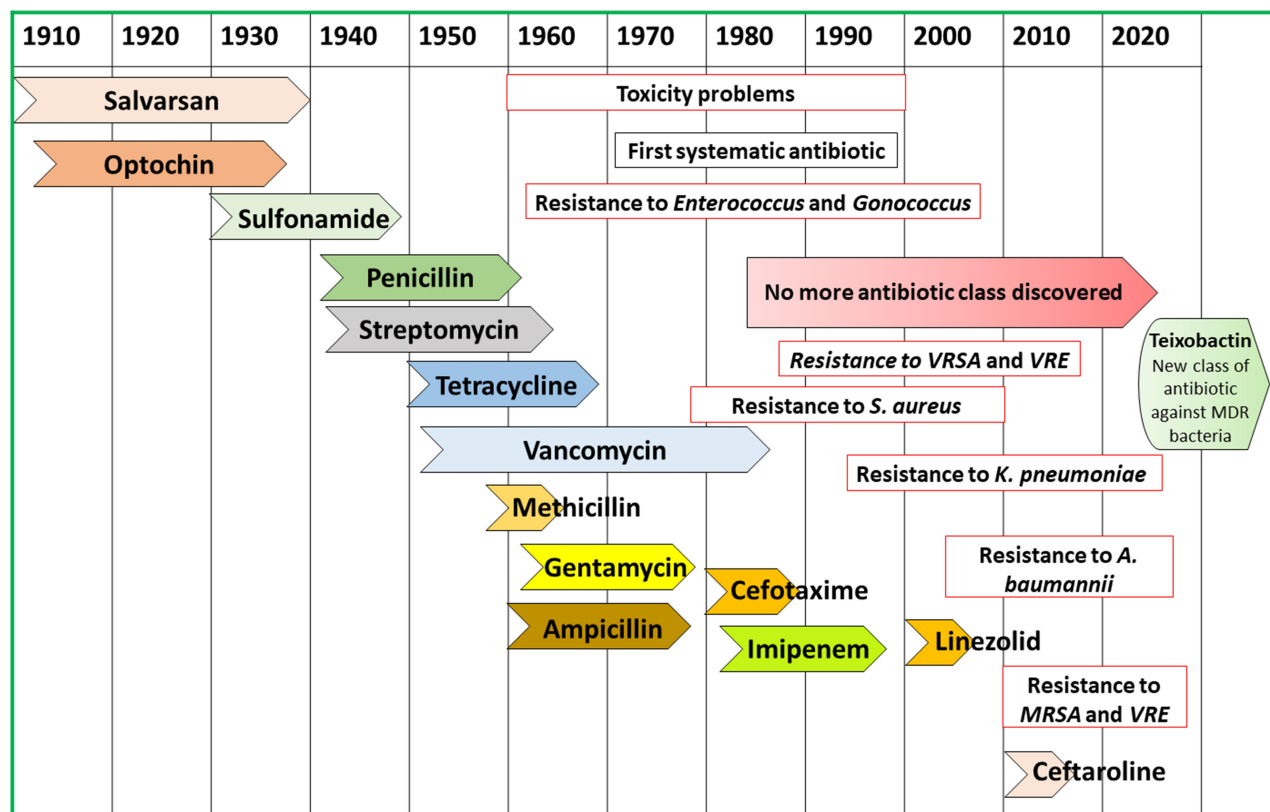 1910 1920 1930 1940 1950 1960 1970 1980 1990 2000 2010 2020
Salvarsan
Toxicity problems
Optochin
First systematic antibiotic
Sulfonamide
Resistance to Enterococcus and Gonococcus
Penicillin
No more antibiotic class discovered
Streptomycin
Teixobactin
New class of
antibiotic
against MDR
bacteria
Resistance to VRSA and VRE
Tetracycline
Resistance to S. aureus
Vancomycin
Resistance to K. pneumoniae
Methicillin
Gentamycin
Resistance to A.
baumannii
Cefotaxime
Ampicillin
Imipenem
Linezolid
Resistance to
MRSA and VRE
Ceftaroline